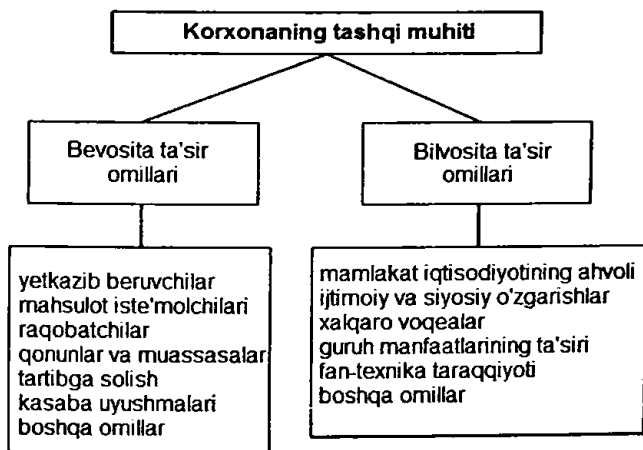 Korxonaning tashqi muhiti
Bevosita ta'sir
omillari
Bilvosita ta'sir
omillari
yetkazib beruvchilar
mahsulot iste'molchilari
raqobatchilar
qonunlar va muassasalar
tartibga solish
kasaba uyushmalari
boshqa omillar
mamlakat iqtisodiyotining ahvoli
ijtimoiy va siyosiy o'zgarishlar
xalqaro voqealar
guruh manfaatlarining ta'siri
fan-texnika taraqqiyoti
boshqa omillar